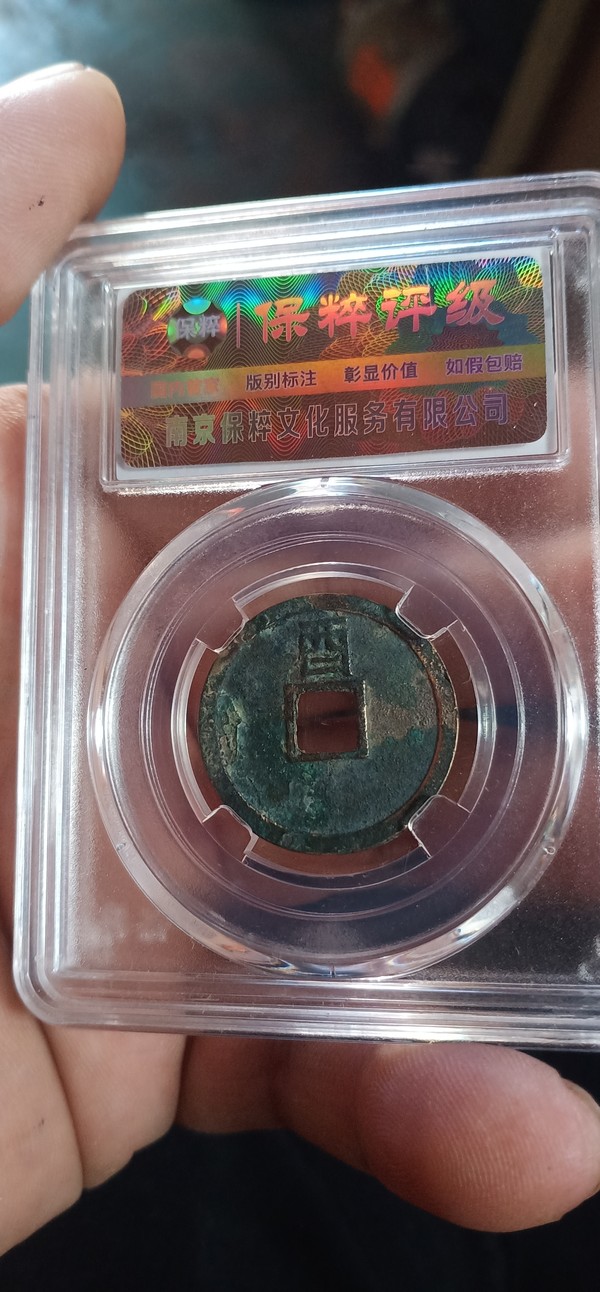 保粹 保粹评级
版别标注 彰显价值 如假包赔
南京保粹文化服务有限公司